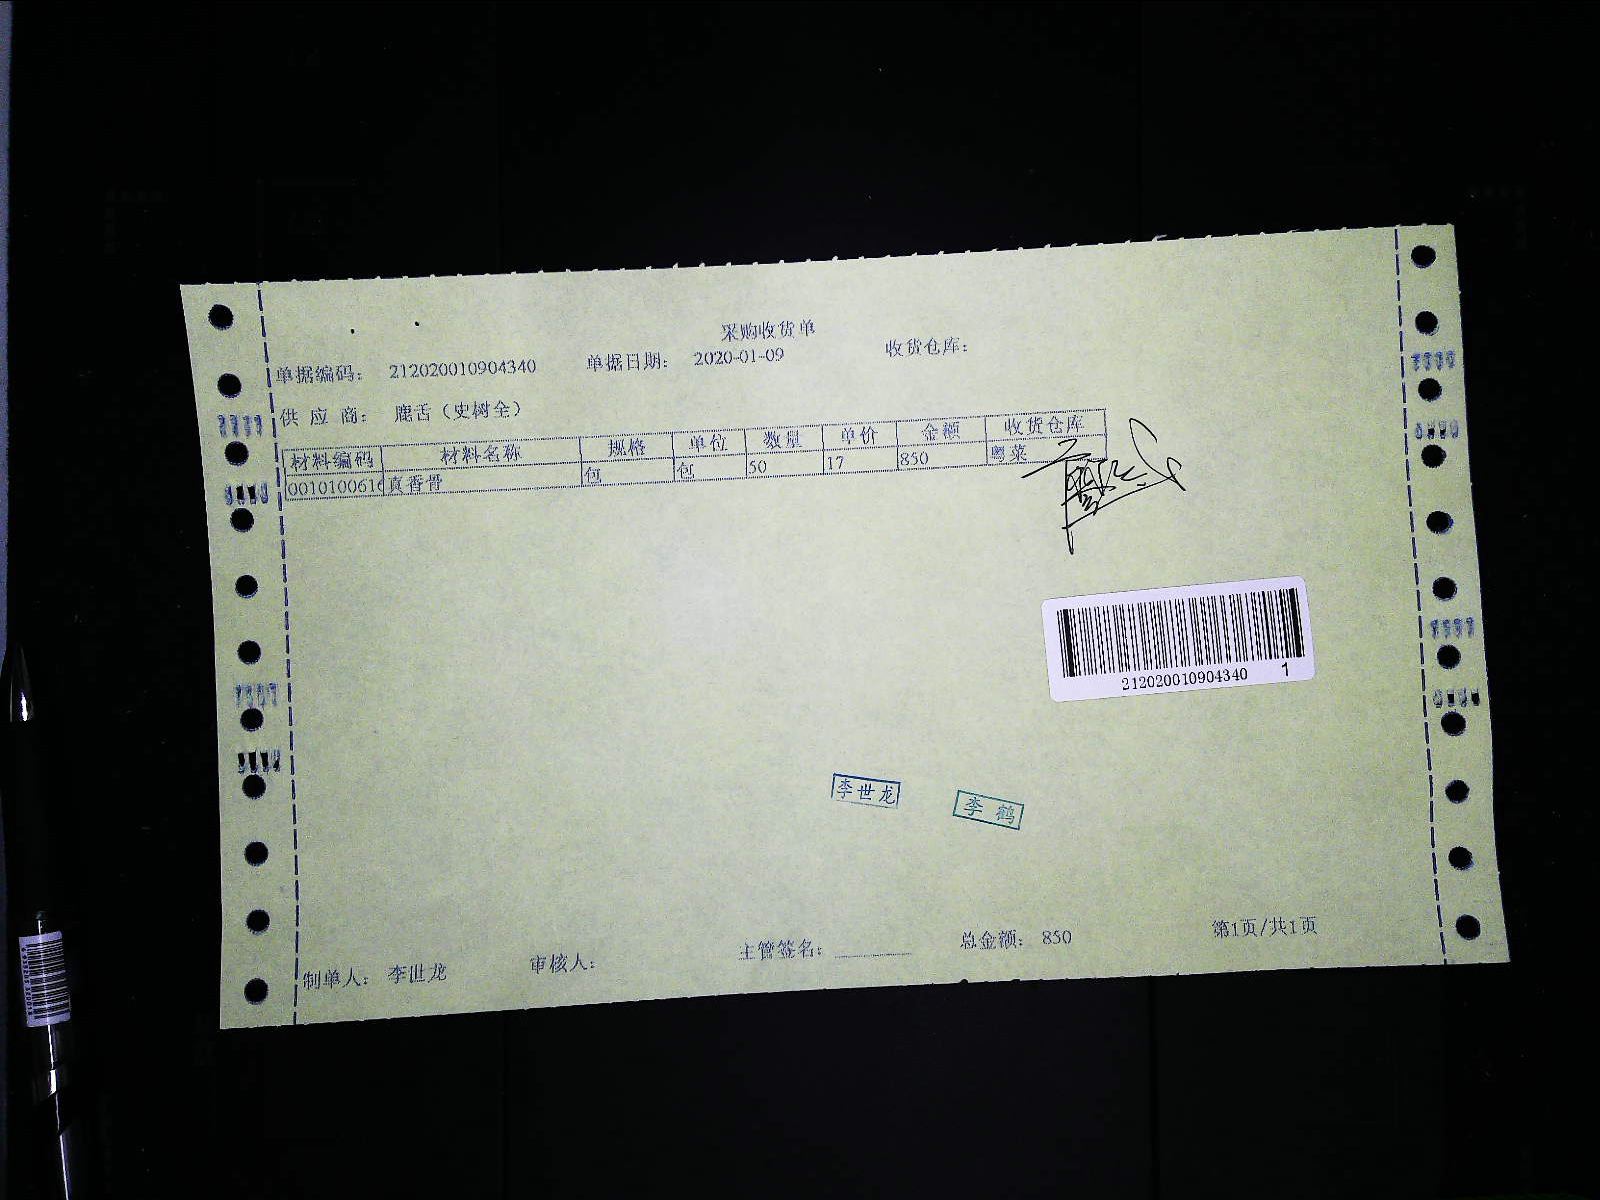 采购收货单
单据编码: 212020010904340 单据日期: 2020-01-09 收货仓库:
供应商: 鹿舌（史树全）
材料编码 材料名称 规格 单位 数量 单价 金额 收货仓库
0010100616 真香骨 包 包 50 17 850 粤菜
212020010904340 1
李世龙 李鹤
制单人: 李世龙 审核人: 主管签名: 总金额: 850 第1页/共1页